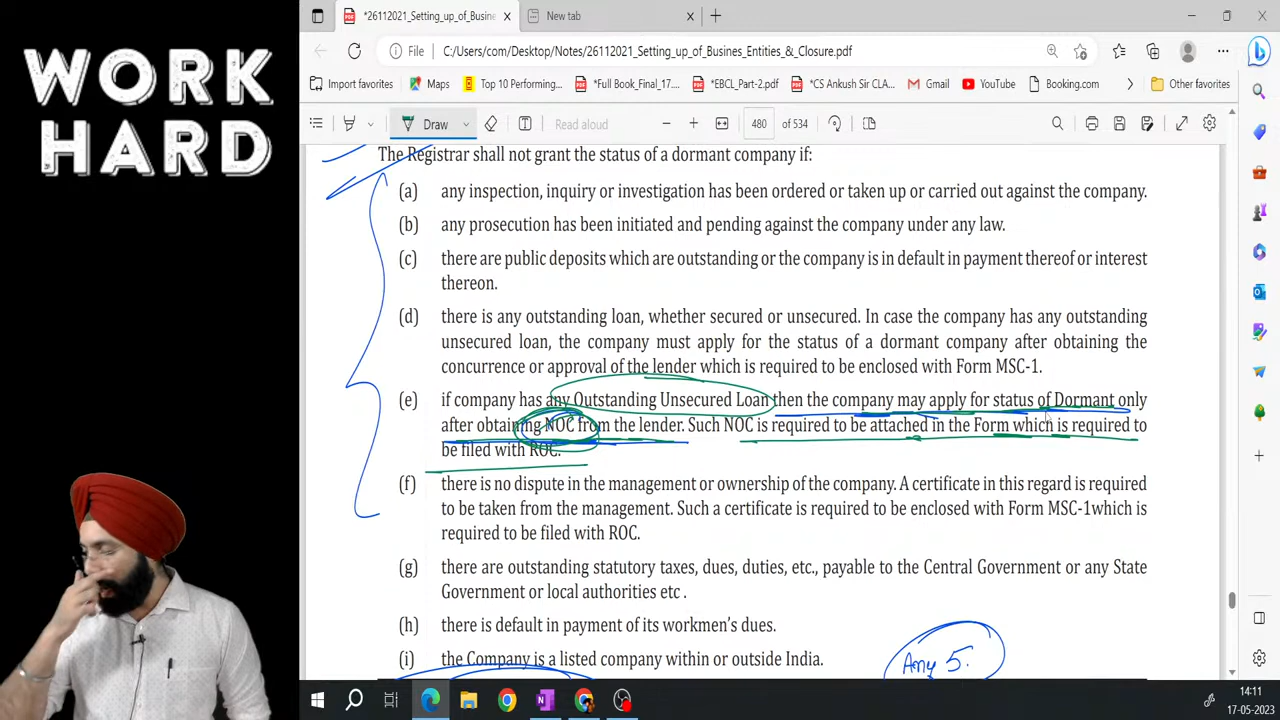 WORK
HARD
*26112021_Setting_up_of_Busine
New tab
File
C:/Users/com/Desktop/Notes/26112021_Setting_up_of_Busines_Entities_&_Closure.pdf
Import favorites
Maps
Top 10 Performing...
*Full Book_Final_17....
*EBCL_Part-2.pdf
*CS Ankush Sir CLA...
Gmail
YouTube
Booking.com
Other favorites
Draw
Read aloud
480
of 534
The Registrar shall not grant the status of a dormant company if:
(a) any inspection, inquiry or investigation has been ordered or taken up or carried out against the company.
(b) any prosecution has been initiated and pending against the company under any law.
(c) there are public deposits which are outstanding or the company is in default in payment thereof or interest
thereon.
(d) there is any outstanding loan, whether secured or unsecured. In case the company has any outstanding
unsecured loan, the company must apply for the status of a dormant company after obtaining the
concurrence or approval of the lender which is required to be enclosed with Form MSC-1.
(e) if company has any Outstanding Unsecured Loan then the company may apply for status of Dormant only
after obtaining NOC from the lender. Such NOC is required to be attached in the Form which is required to
be filed with ROC.
(f) there is no dispute in the management or ownership of the company. A certificate in this regard is required
to be taken from the management. Such a certificate is required to be enclosed with Form MSC-1which is
required to be filed with ROC.
(g) there are outstanding statutory taxes, dues, duties, etc., payable to the Central Government or any State
Government or local authorities etc .
(h) there is default in payment of its workmen's dues.
(i) the Company is a listed company within or outside India.
Any 5.
14:11
17-05-2023